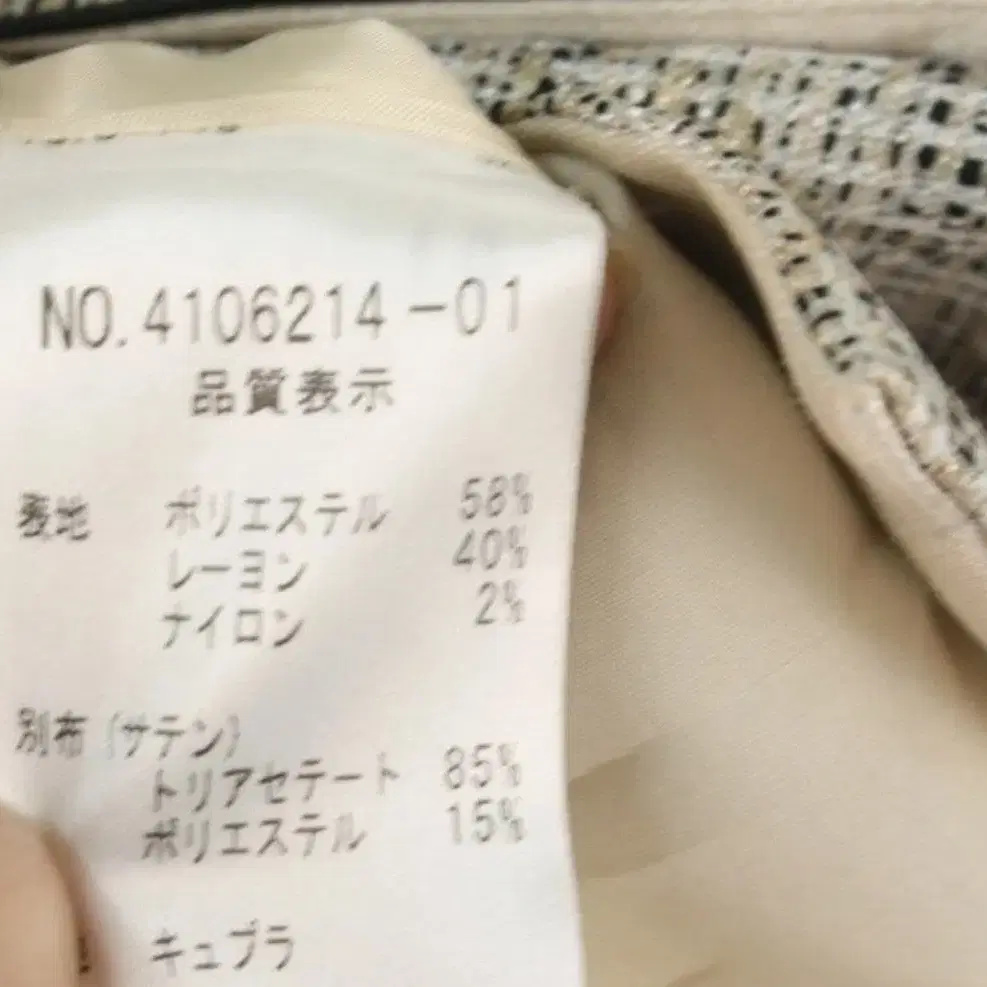 NO.4106214-01
品質表示
表地 ポリエステル 58%
レーヨン 40%
ナイロン 2%
別布(サテン)
トリアセテート 85%
ポリエステル 15%
キュプラ